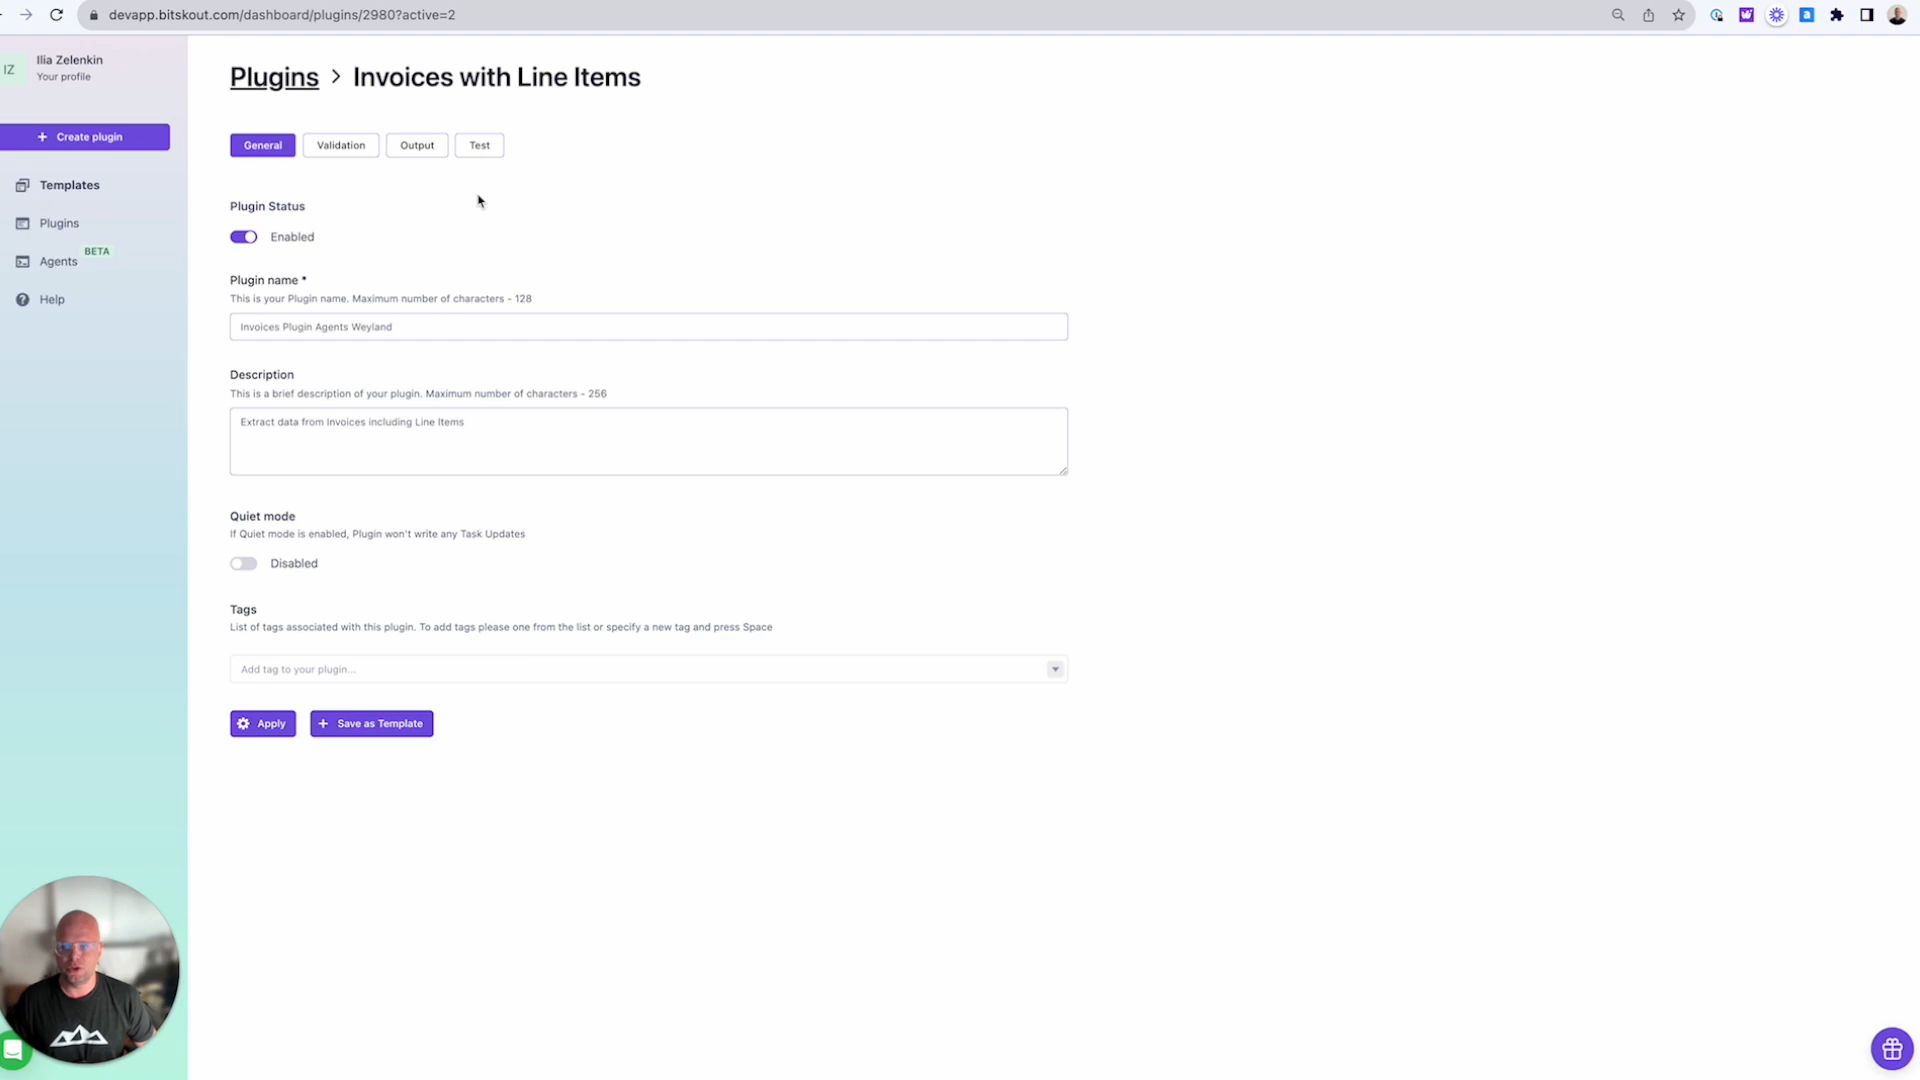 devapp.bitskout.com/dashboard/plugins/2980?active=2
IZ
Ilia Zelenkin
Your profile
Create plugin
Templates
Plugins
Agents
BETA
Help
Plugins > Invoices with Line Items
General
Validation
Output
Test
Plugin Status
Enabled
Plugin name *
This is your Plugin name. Maximum number of characters - 128
Invoices Plugin Agents Weyland
Description
This is a brief description of your plugin. Maximum number of characters - 256
Extract data from Invoices including Line Items
Quiet mode
If Quiet mode is enabled, Plugin won't write any Task Updates
Disabled
Tags
List of tags associated with this plugin. To add tags please one from the list or specify a new tag and press Space
Add tag to your plugin...
Apply
Save as Template